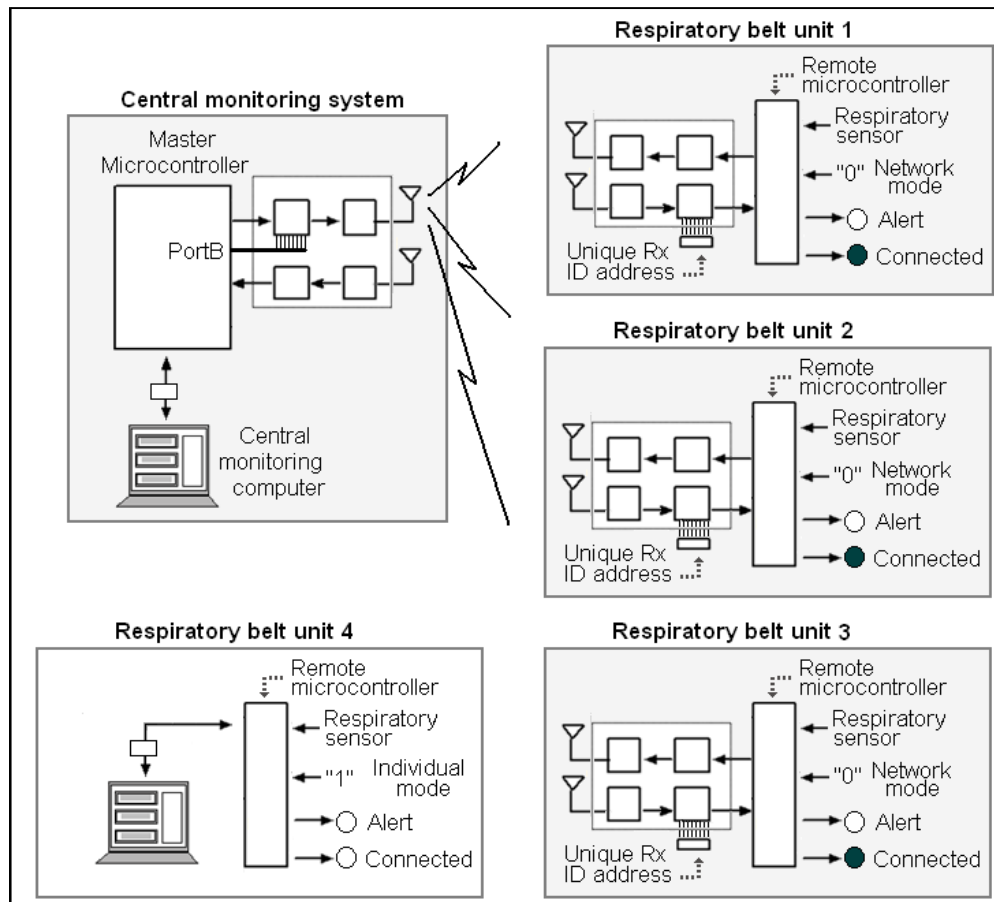 Central monitoring system
Master
Microcontroller
PortB
Central
monitoring
computer
Respiratory belt unit 1
Remote
microcontroller
Respiratory
sensor
"0" Network
mode
Alert
Connected
Unique Rx
ID address
Respiratory belt unit 2
Remote
microcontroller
Respiratory
sensor
"0" Network
mode
Alert
Connected
Unique Rx
ID address
Respiratory belt unit 4
Remote
microcontroller
Respiratory
sensor
"1" Individual
mode
Alert
Connected
Respiratory belt unit 3
Remote
microcontroller
Respiratory
sensor
"0" Network
mode
Alert
Connected
Unique Rx
ID address